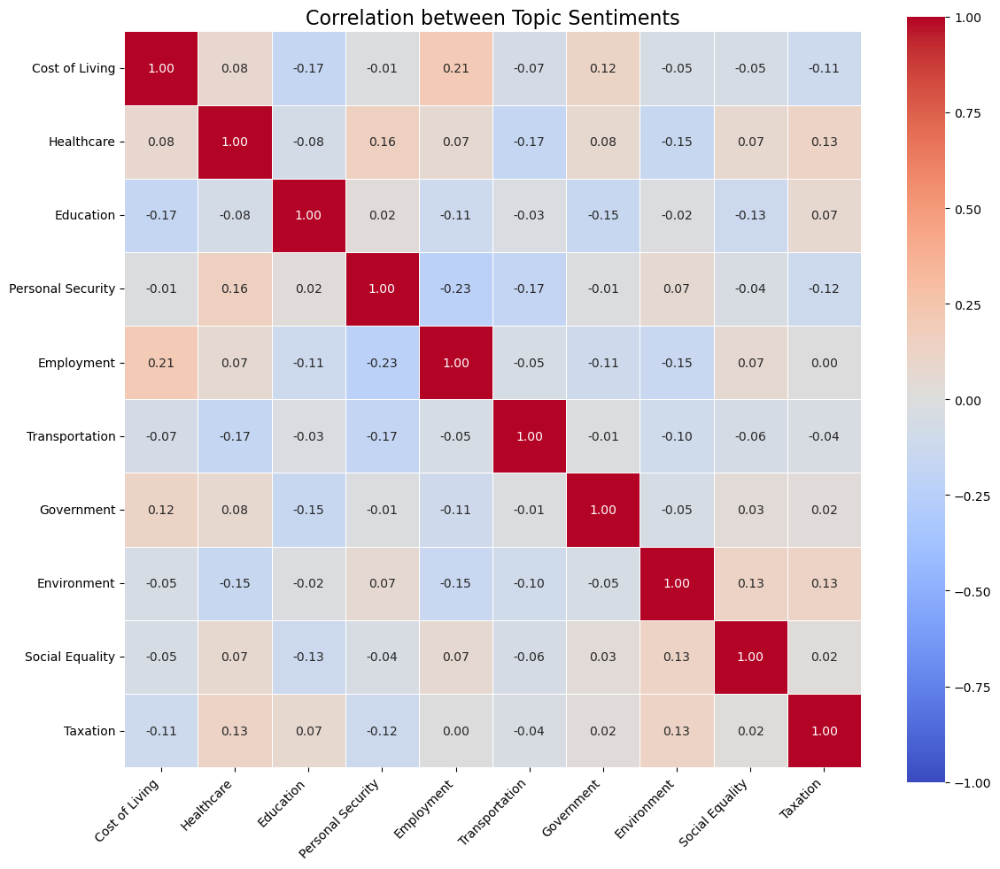 Correlation between Topic Sentiments
Cost of Living 1.00 0.08 -0.17 -0.01 0.21 -0.07 0.12 -0.05 -0.05 -0.11
Healthcare 0.08 1.00 -0.08 0.16 0.07 -0.17 0.08 -0.15 0.07 0.13
Education -0.17 -0.08 1.00 0.02 -0.11 -0.03 -0.15 -0.02 -0.13 0.07
Personal Security -0.01 0.16 0.02 1.00 -0.23 -0.17 -0.01 0.07 -0.04 -0.12
Employment 0.21 0.07 -0.11 -0.23 1.00 -0.05 -0.11 -0.15 0.07 0.00
Transportation -0.07 -0.17 -0.03 -0.17 -0.05 1.00 -0.01 -0.10 -0.06 -0.04
Government 0.12 0.08 -0.15 -0.01 -0.11 -0.01 1.00 -0.05 0.03 0.02
Environment -0.05 -0.15 -0.02 0.07 -0.15 -0.10 -0.05 1.00 0.13 0.13
Social Equality -0.05 0.07 -0.13 -0.04 0.07 -0.06 0.03 0.13 1.00 0.02
Taxation -0.11 0.13 0.07 -0.12 0.00 -0.04 0.02 0.13 0.02 1.00
Cost of Living Healthcare Education Personal Security Employment Transportation Government Environment Social Equality Taxation
1.00
0.75
0.50
0.25
0.00
−0.25
−0.50
−0.75
−1.00